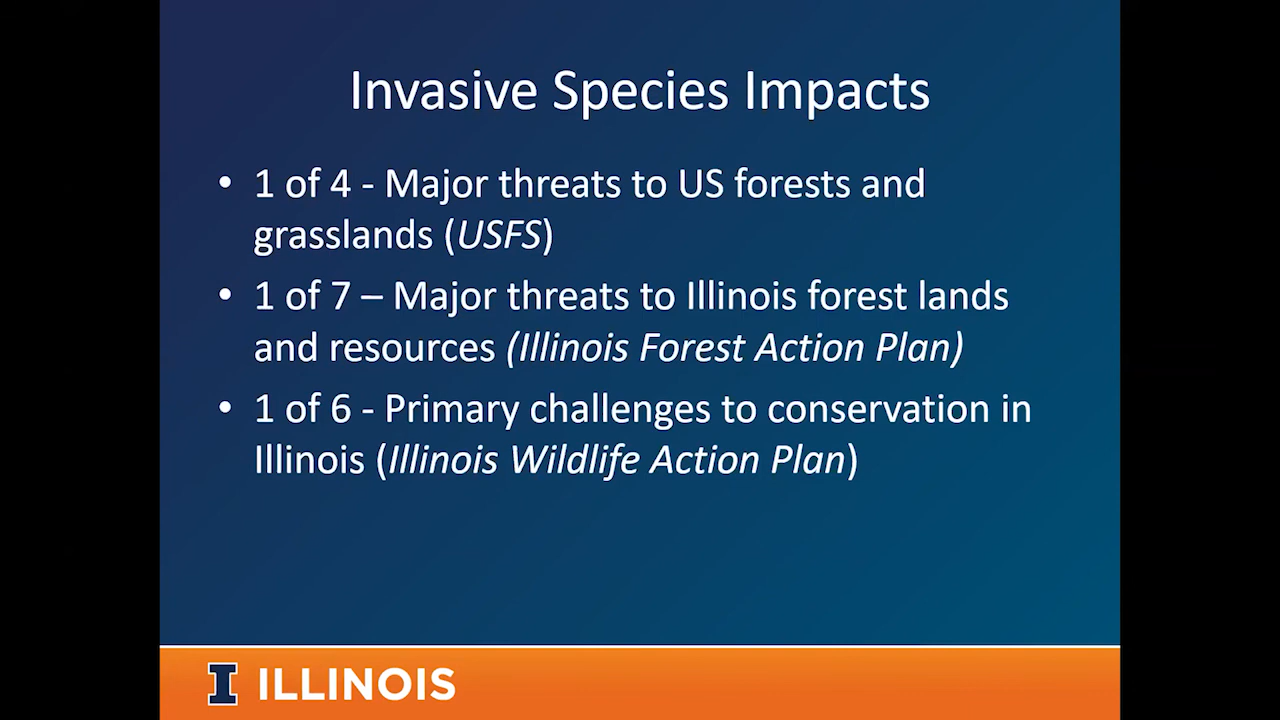 Invasive Species Impacts
• 1 of 4 - Major threats to US forests and
grasslands (USFS)
• 1 of 7 – Major threats to Illinois forest lands
and resources (Illinois Forest Action Plan)
• 1 of 6 - Primary challenges to conservation in
Illinois (Illinois Wildlife Action Plan)
I ILLINOIS